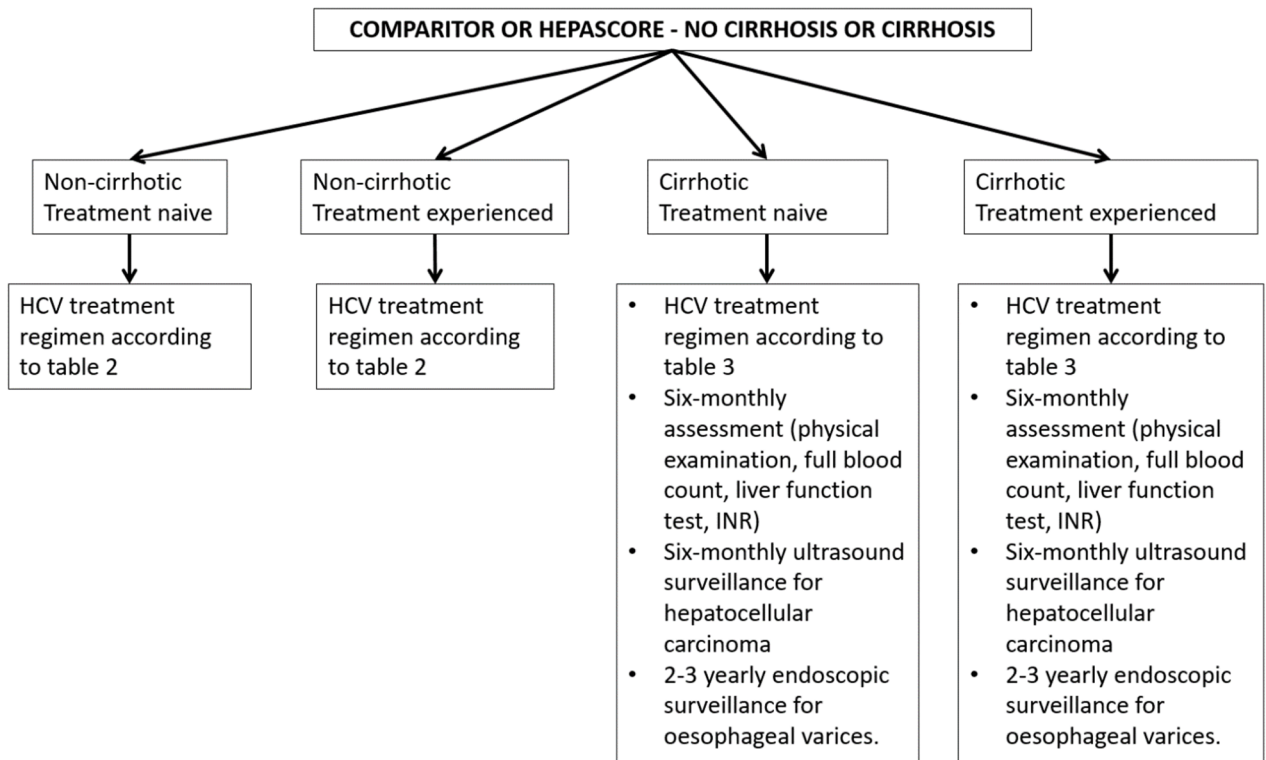 COMPARITOR OR HEPASCORE - NO CIRRHOSIS OR CIRRHOSIS
Non-cirrhotic
Treatment naive
Non-cirrhotic
Treatment experienced
Cirrhotic
Treatment naive
Cirrhotic
Treatment experienced
HCV treatment
regimen according
to table 2
HCV treatment
regimen according
to table 2
• HCV treatment
regimen according to
table 3
• Six-monthly
assessment (physical
examination, full blood
count, liver function
test, INR)
• Six-monthly ultrasound
surveillance for
hepatocellular
carcinoma
• 2-3 yearly endoscopic
surveillance for
oesophageal varices.
• HCV treatment
regimen according to
table 3
• Six-monthly
assessment (physical
examination, full blood
count, liver function
test, INR)
• Six-monthly ultrasound
surveillance for
hepatocellular
carcinoma
• 2-3 yearly endoscopic
surveillance for
oesophageal varices.